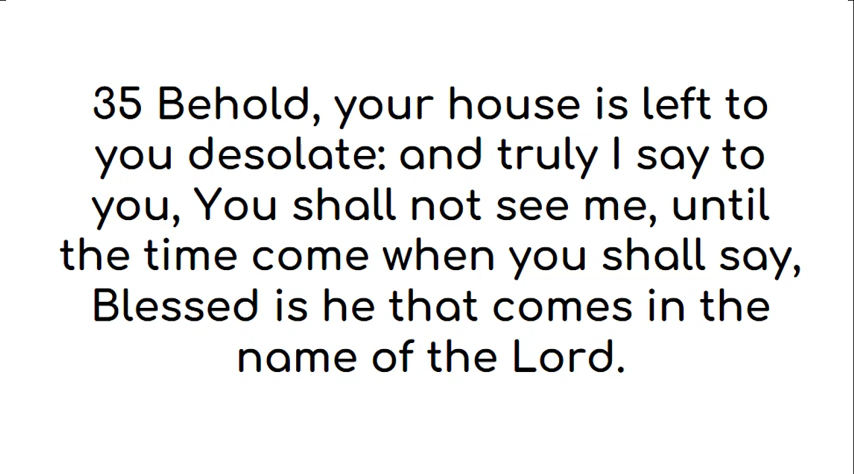 35 Behold, your house is left to
you desolate: and truly I say to
you, You shall not see me, until
the time come when you shall say,
Blessed is he that comes in the
name of the Lord.